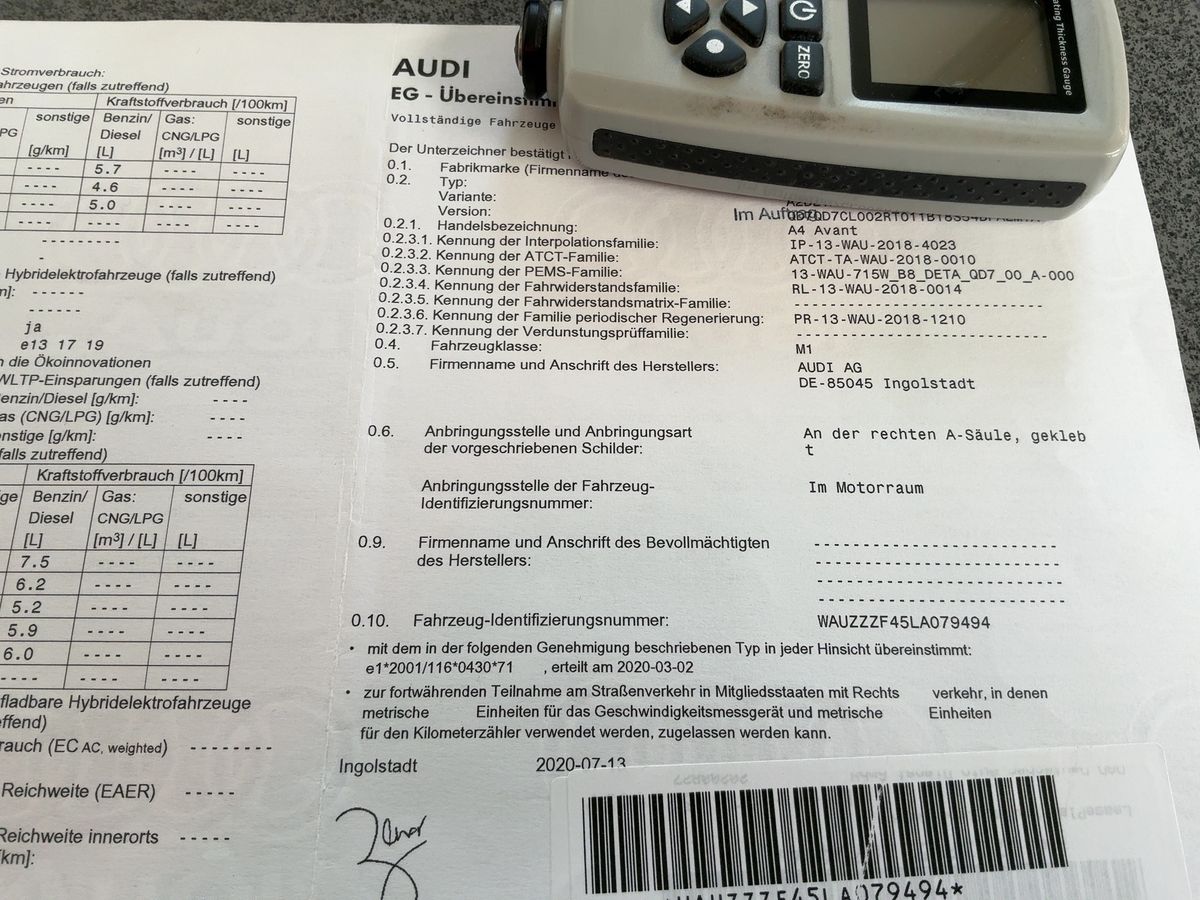 Stromverbrauch:
ahrzeugen (falls zutreffend)
en
Kraftstoffverbrauch [/100km]
PG
sonstige
[g/km]
Benzin/
Diesel
[L]
Gas:
CNG/LPG
[m³] / [L]
sonstige
[L]
---- 5.7 ---- ----
---- 4.6 ---- ----
---- 5.0 ---- ----
---- ---- ---- ----
---------
-
Hybridelektrofahrzeuge (falls zutreffend)
m]: ------
------
ja
e13 17 19
n die Ökoinnovationen
WLTP-Einsparungen (falls zutreffend)
enzin/Diesel) [g/km]: ----
as (CNG/LPG) [g/km]: ----
onstige [g/km]: ----
falls zutreffend)
Kraftstoffverbrauch [/100km]
ige
Benzin/
Diesel
[L]
Gas:
CNG/LPG
[m³] / [L]
sonstige
[L]
7.5 ---- ----
6.2 ---- ----
5.2 ---- ----
5.9 ---- ----
6.0 ---- ----
---- ---- ----
fladbare Hybridelektrofahrzeuge
effend)
rauch (EC AC, weighted) --------
Reichweite (EAER) -----
Reichweite innerorts -----
[km]:
AUDI
EG - Übereinstim
Vollständige Fahrzeuge
Der Unterzeichner bestätigt
0.1. Fabrikmarke (Firmenname
0.2. Typ:
Variante:
Version:
Im Auftrag
0.2.1. Handelsbezeichnung: A4 Avant
0.2.3.1. Kennung der Interpolationsfamilie: IP-13-WAU-2018-4023
0.2.3.2. Kennung der ATCT-Familie: ATCT-TA-WAU-2018-0010
0.2.3.3. Kennung der PEMS-Familie: 13-WAU-715W_B8_DETA_QD7_00_A-000
0.2.3.4. Kennung der Fahrwiderstandsfamilie: RL-13-WAU-2018-0014
0.2.3.5. Kennung der Fahrwiderstandsmatrix-Familie: -------------------------
0.2.3.6. Kennung der Familie periodischer Regenerierung: PR-13-WAU-2018-1210
0.2.3.7. Kennung der Verdunstungsprüffamilie: -------------------------
0.4. Fahrzeugklasse: M1
0.5. Firmenname und Anschrift des Herstellers: AUDI AG
DE-85045 Ingolstadt
0.6. Anbringungsstelle und Anbringungsart An der rechten A-Säule, gekleb
der vorgeschriebenen Schilder: t
Anbringungsstelle der Fahrzeug- Im Motorraum
Identifizierungsnummer:
0.9. Firmenname und Anschrift des Bevollmächtigten -------------------------
des Herstellers: -------------------------
-------------------------
-------------------------
0.10. Fahrzeug-Identifizierungsnummer: WAUZZZF45LA079494
• mit dem in der folgenden Genehmigung beschriebenen Typ in jeder Hinsicht übereinstimmt:
e1*2001/116*0430*71 , erteilt am 2020-03-02
• zur fortwährenden Teilnahme am Straßenverkehr in Mitgliedsstaaten mit Rechts verkehr, in denen
metrische Einheiten für das Geschwindigkeitsmessgerät und metrische Einheiten
für den Kilometerzähler verwendet werden, zugelassen werden kann.
Ingolstadt 2020-07-13
WAUZZZF45LA079494*
ZERO
ating Thickness Gauge